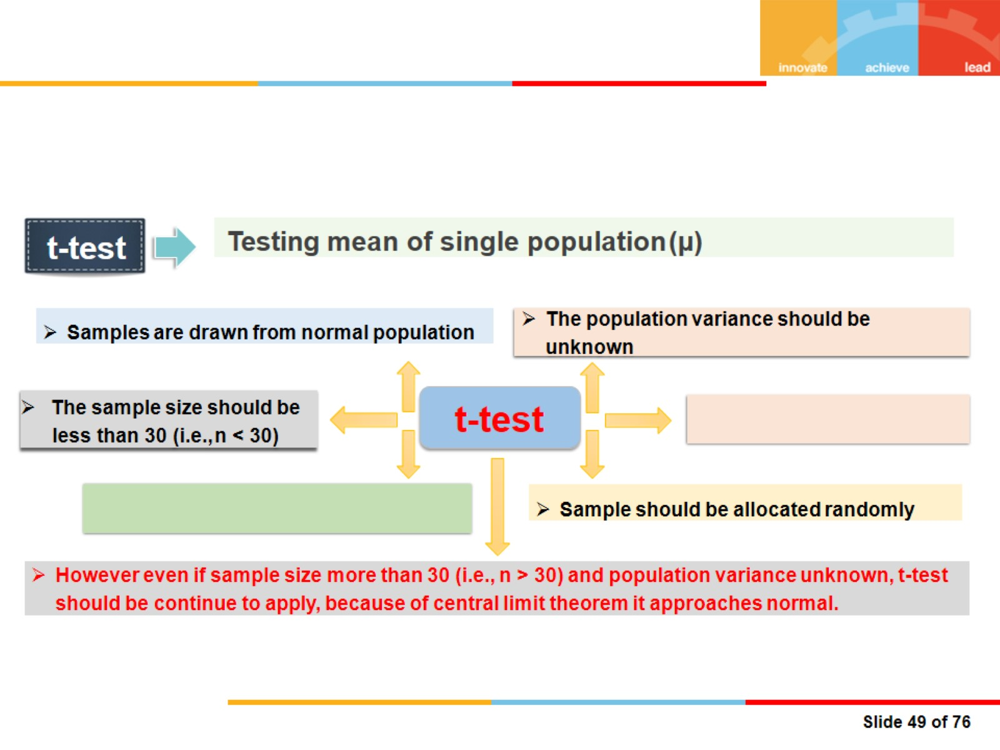 innovate achieve lead
t-test
Testing mean of single population(μ)
➢ Samples are drawn from normal population
➢ The population variance should be
unknown
➢ The sample size should be
less than 30 (i.e.,n < 30)
t-test
➢ Sample should be allocated randomly
➢ However even if sample size more than 30 (i.e., n > 30) and population variance unknown, t-test
should be continue to apply, because of central limit theorem it approaches normal.
Slide 49 of 76